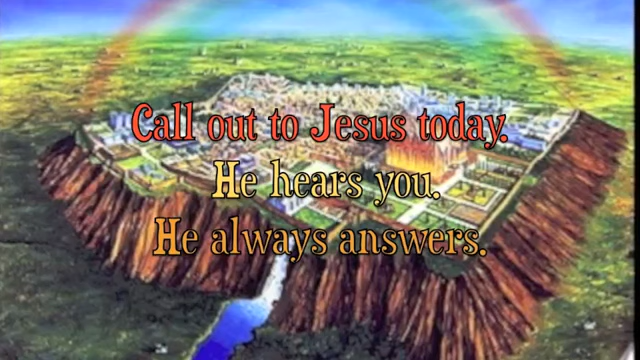 Call out to Jesus today.
He hears you.
He always answers.